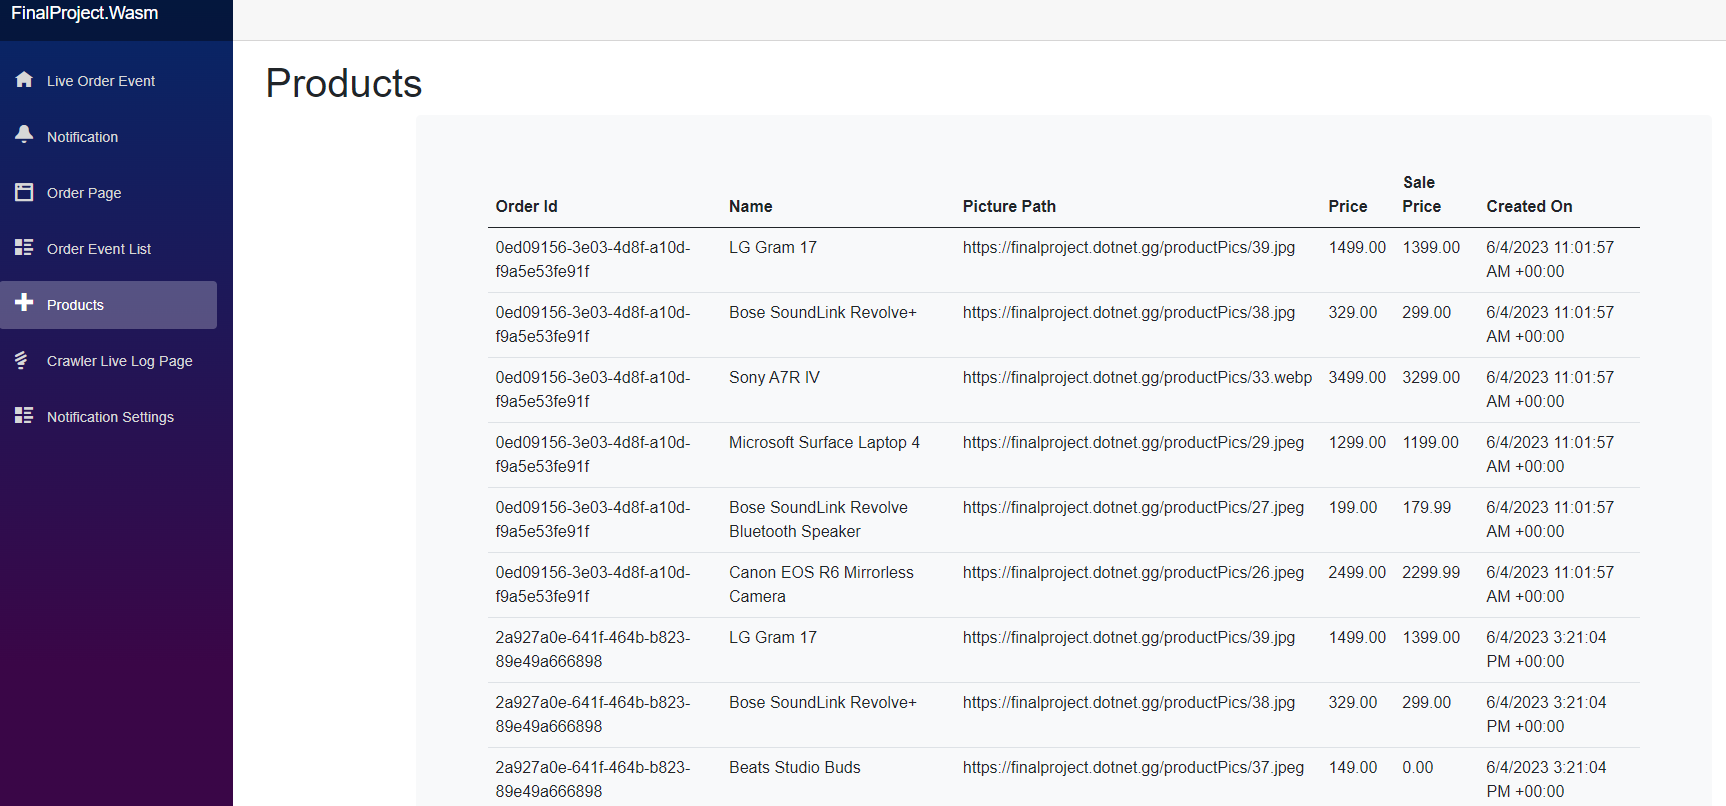 FinalProject.Wasm
Live Order Event
Notification
Order Page
Order Event List
Products
Crawler Live Log Page
Notification Settings
Products
Order Id Name Picture Path Price Sale Price Created On
0ed09156-3e03-4d8f-a10d- LG Gram 17 https://finalproject.dotnet.gg/productPics/39.jpg 1499.00 1399.00 6/4/2023 11:01:57
f9a5e53fe91f AM +00:00
0ed09156-3e03-4d8f-a10d- Bose SoundLink Revolve+ https://finalproject.dotnet.gg/productPics/38.jpg 329.00 299.00 6/4/2023 11:01:57
f9a5e53fe91f AM +00:00
0ed09156-3e03-4d8f-a10d- Sony A7R IV https://finalproject.dotnet.gg/productPics/33.webp 3499.00 3299.00 6/4/2023 11:01:57
f9a5e53fe91f AM +00:00
0ed09156-3e03-4d8f-a10d- Microsoft Surface Laptop 4 https://finalproject.dotnet.gg/productPics/29.jpeg 1299.00 1199.00 6/4/2023 11:01:57
f9a5e53fe91f AM +00:00
0ed09156-3e03-4d8f-a10d- Bose SoundLink Revolve https://finalproject.dotnet.gg/productPics/27.jpeg 199.00 179.99 6/4/2023 11:01:57
f9a5e53fe91f Bluetooth Speaker AM +00:00
0ed09156-3e03-4d8f-a10d- Canon EOS R6 Mirrorless https://finalproject.dotnet.gg/productPics/26.jpeg 2499.00 2299.99 6/4/2023 11:01:57
f9a5e53fe91f Camera AM +00:00
2a927a0e-641f-464b-b823- LG Gram 17 https://finalproject.dotnet.gg/productPics/39.jpg 1499.00 1399.00 6/4/2023 3:21:04
89e49a666898 PM +00:00
2a927a0e-641f-464b-b823- Bose SoundLink Revolve+ https://finalproject.dotnet.gg/productPics/38.jpg 329.00 299.00 6/4/2023 3:21:04
89e49a666898 PM +00:00
2a927a0e-641f-464b-b823- Beats Studio Buds https://finalproject.dotnet.gg/productPics/37.jpeg 149.00 0.00 6/4/2023 3:21:04
89e49a666898 PM +00:00